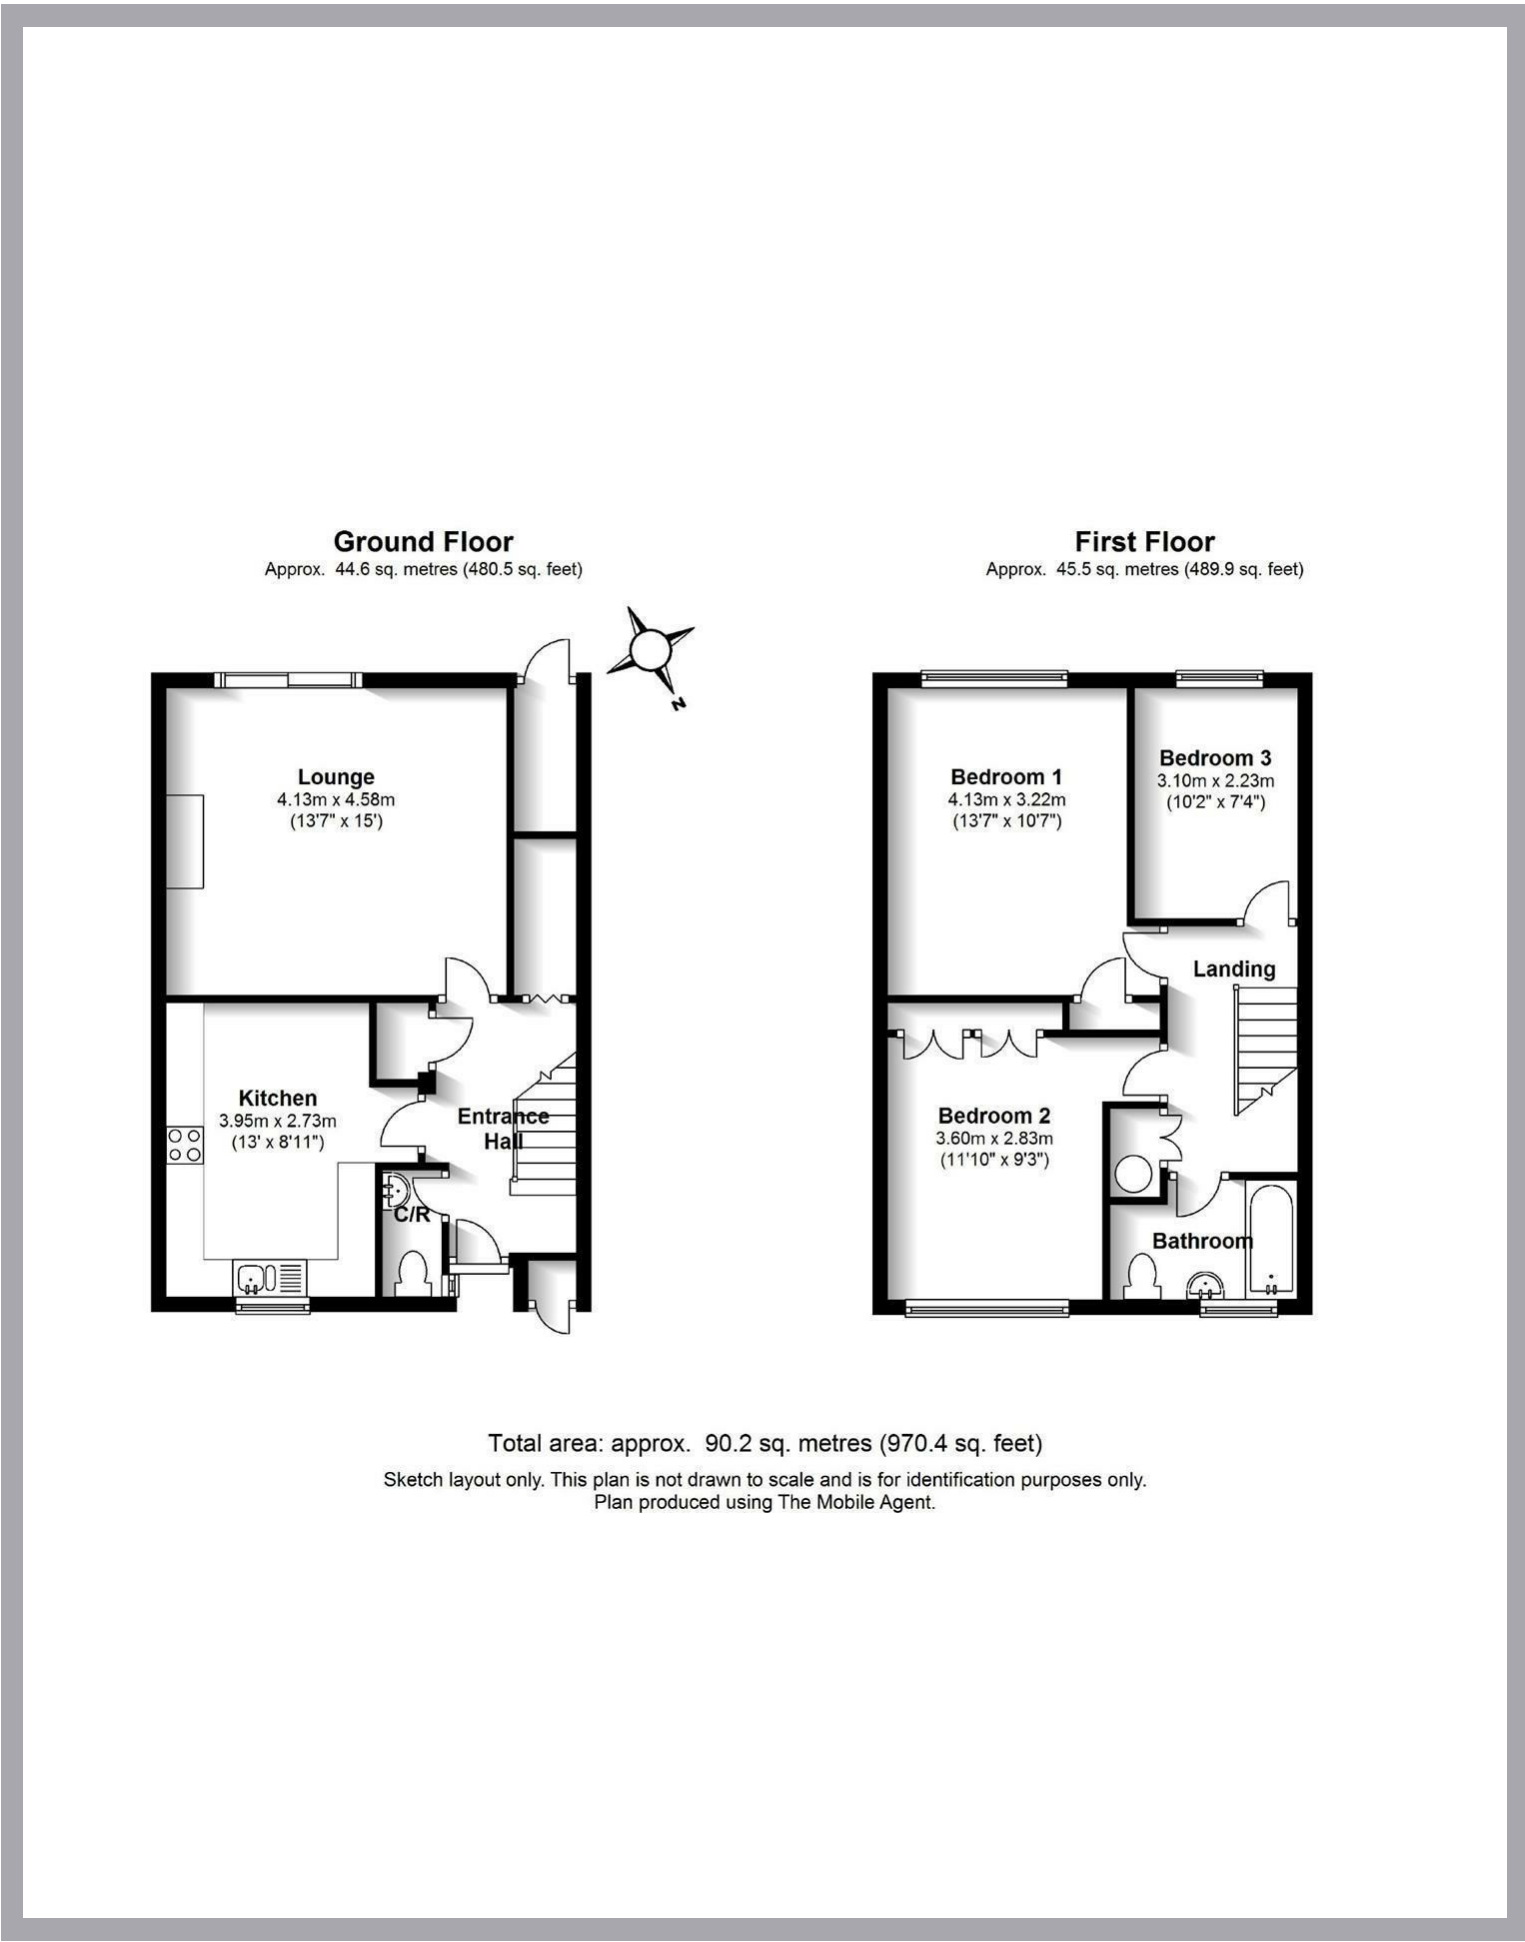 Ground Floor
Approx. 44.6 sq. metres (480.5 sq. feet)
First Floor
Approx. 45.5 sq. metres (489.9 sq. feet)
N
Lounge
4.13m x 4.58m
(13'7" x 15')
Kitchen
3.95m x 2.73m
(13' x 8'11")
Entrance
Hall
C/R
Bedroom 1
4.13m x 3.22m
(13'7" x 10'7")
Bedroom 3
3.10m x 2.23m
(10'2" x 7'4")
Landing
Bedroom 2
3.60m x 2.83m
(11'10" x 9'3")
Bathroom
Total area: approx. 90.2 sq. metres (970.4 sq. feet)
Sketch layout only. This plan is not drawn to scale and is for identification purposes only.
Plan produced using The Mobile Agent.